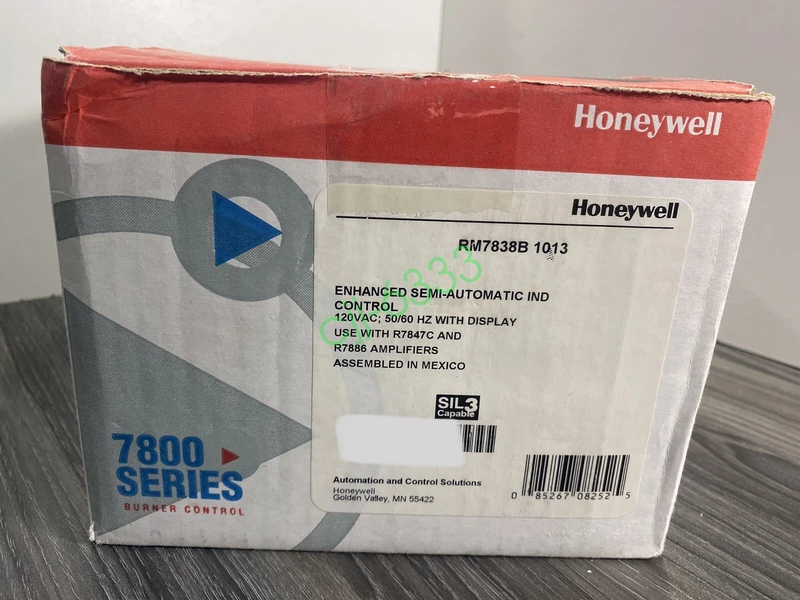 Honeywell
Honeywell
RM7838B 1013
ENHANCED SEMI-AUTOMATIC IND
CONTROL
120VAC; 50/60 HZ WITH DISPLAY
USE WITH R7847C AND
R7886 AMPLIFIERS
ASSEMBLED IN MEXICO
SIL3
Capable
7800
SERIES
BURNER CONTROL
Automation and Control Solutions
Honeywell
Golden Valley, MN 55422
0 85267 08252 5